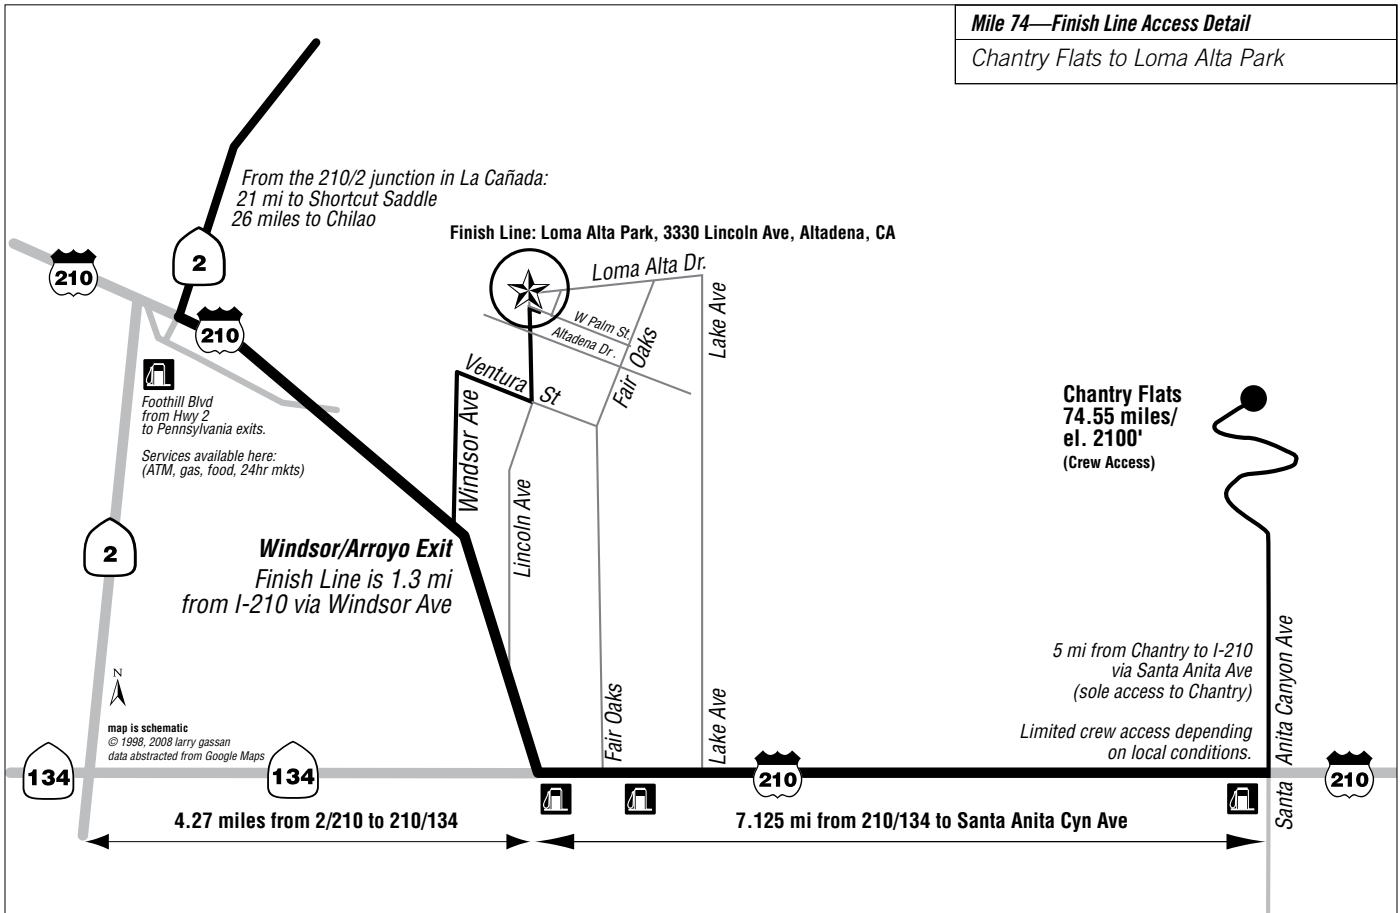 Mile 74—Finish Line Access Detail
Chantry Flats to Loma Alta Park
From the 210/2 junction in La Cañada:
21 mi to Shortcut Saddle
26 miles to Chilao
Finish Line: Loma Alta Park, 3330 Lincoln Ave, Altadena, CA
210
2
210
Loma Alta Dr.
W Palm St.
Altadena Dr.
Lake Ave
Fair Oaks
Ventura St
Windsor Ave
Lincoln Ave
Foothill Blvd
from Hwy 2
to Pennsylvania exits.
Services available here:
(ATM, gas, food, 24hr mkts)
Chantry Flats
74.55 miles/
el. 2100'
(Crew Access)
2
Windsor/Arroyo Exit
Finish Line is 1.3 mi
from I-210 via Windsor Ave
5 mi from Chantry to I-210
via Santa Anita Ave
(sole access to Chantry)
Limited crew access depending
on local conditions.
Santa Anita Canyon Ave
N
map is schematic
© 1998, 2008 larry gassan
data abstracted from Google Maps
Fair Oaks
Lake Ave
134
134
210
210
4.27 miles from 2/210 to 210/134
7.125 mi from 210/134 to Santa Anita Cyn Ave